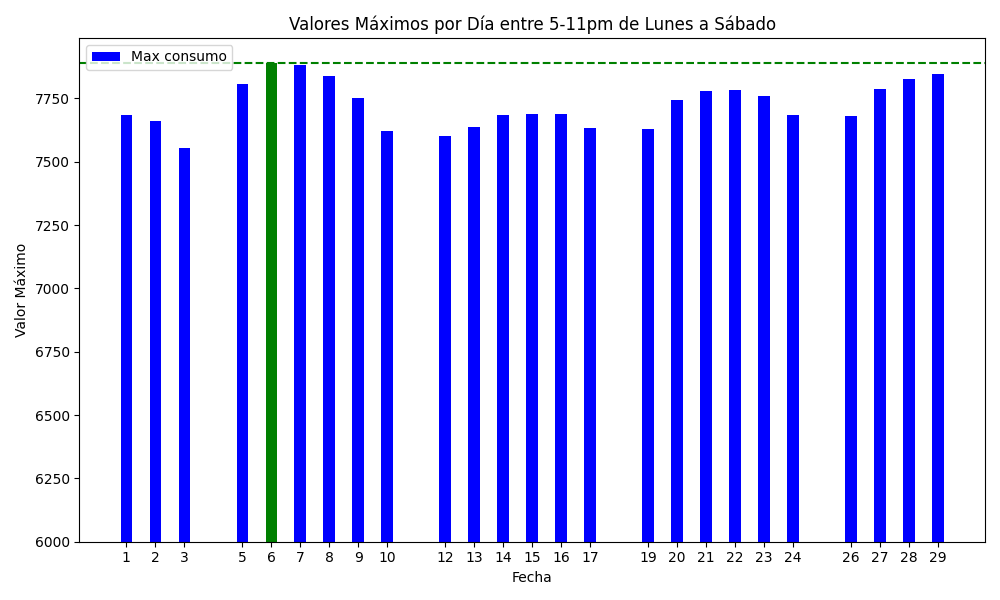 Valores Máximos por Día entre 5-11pm de Lunes a Sábado
Max consumo
7750
7500
7250
7000
6750
6500
6250
6000
Valor Máximo
1 2 3 5 6 7 8 9 10 12 13 14 15 16 17 19 20 21 22 23 24 26 27 28 29
Fecha